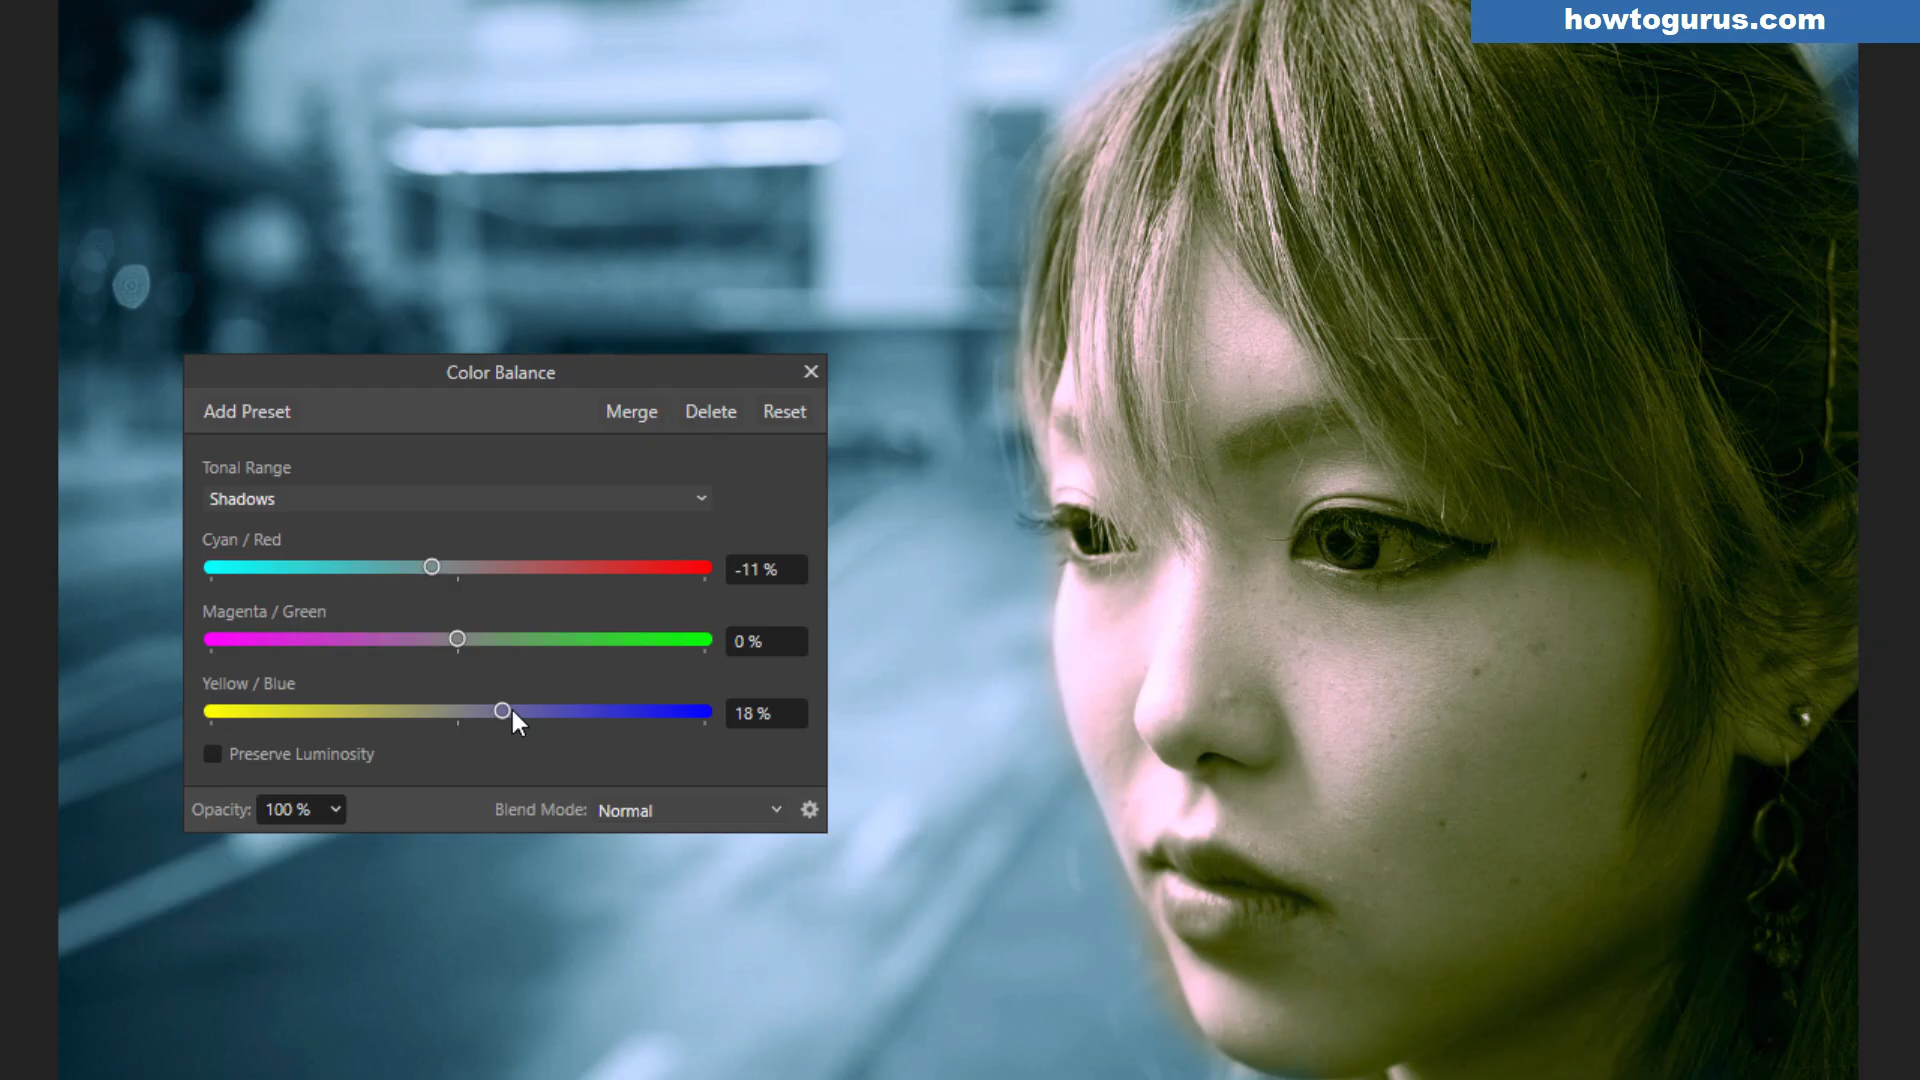 howtogurus.com
Color Balance
Add Preset Merge Delete Reset
Tonal Range
Shadows
Cyan / Red
-11 %
Magenta / Green
0 %
Yellow / Blue
18 %
Preserve Luminosity
Opacity: 100 % Blend Mode: Normal